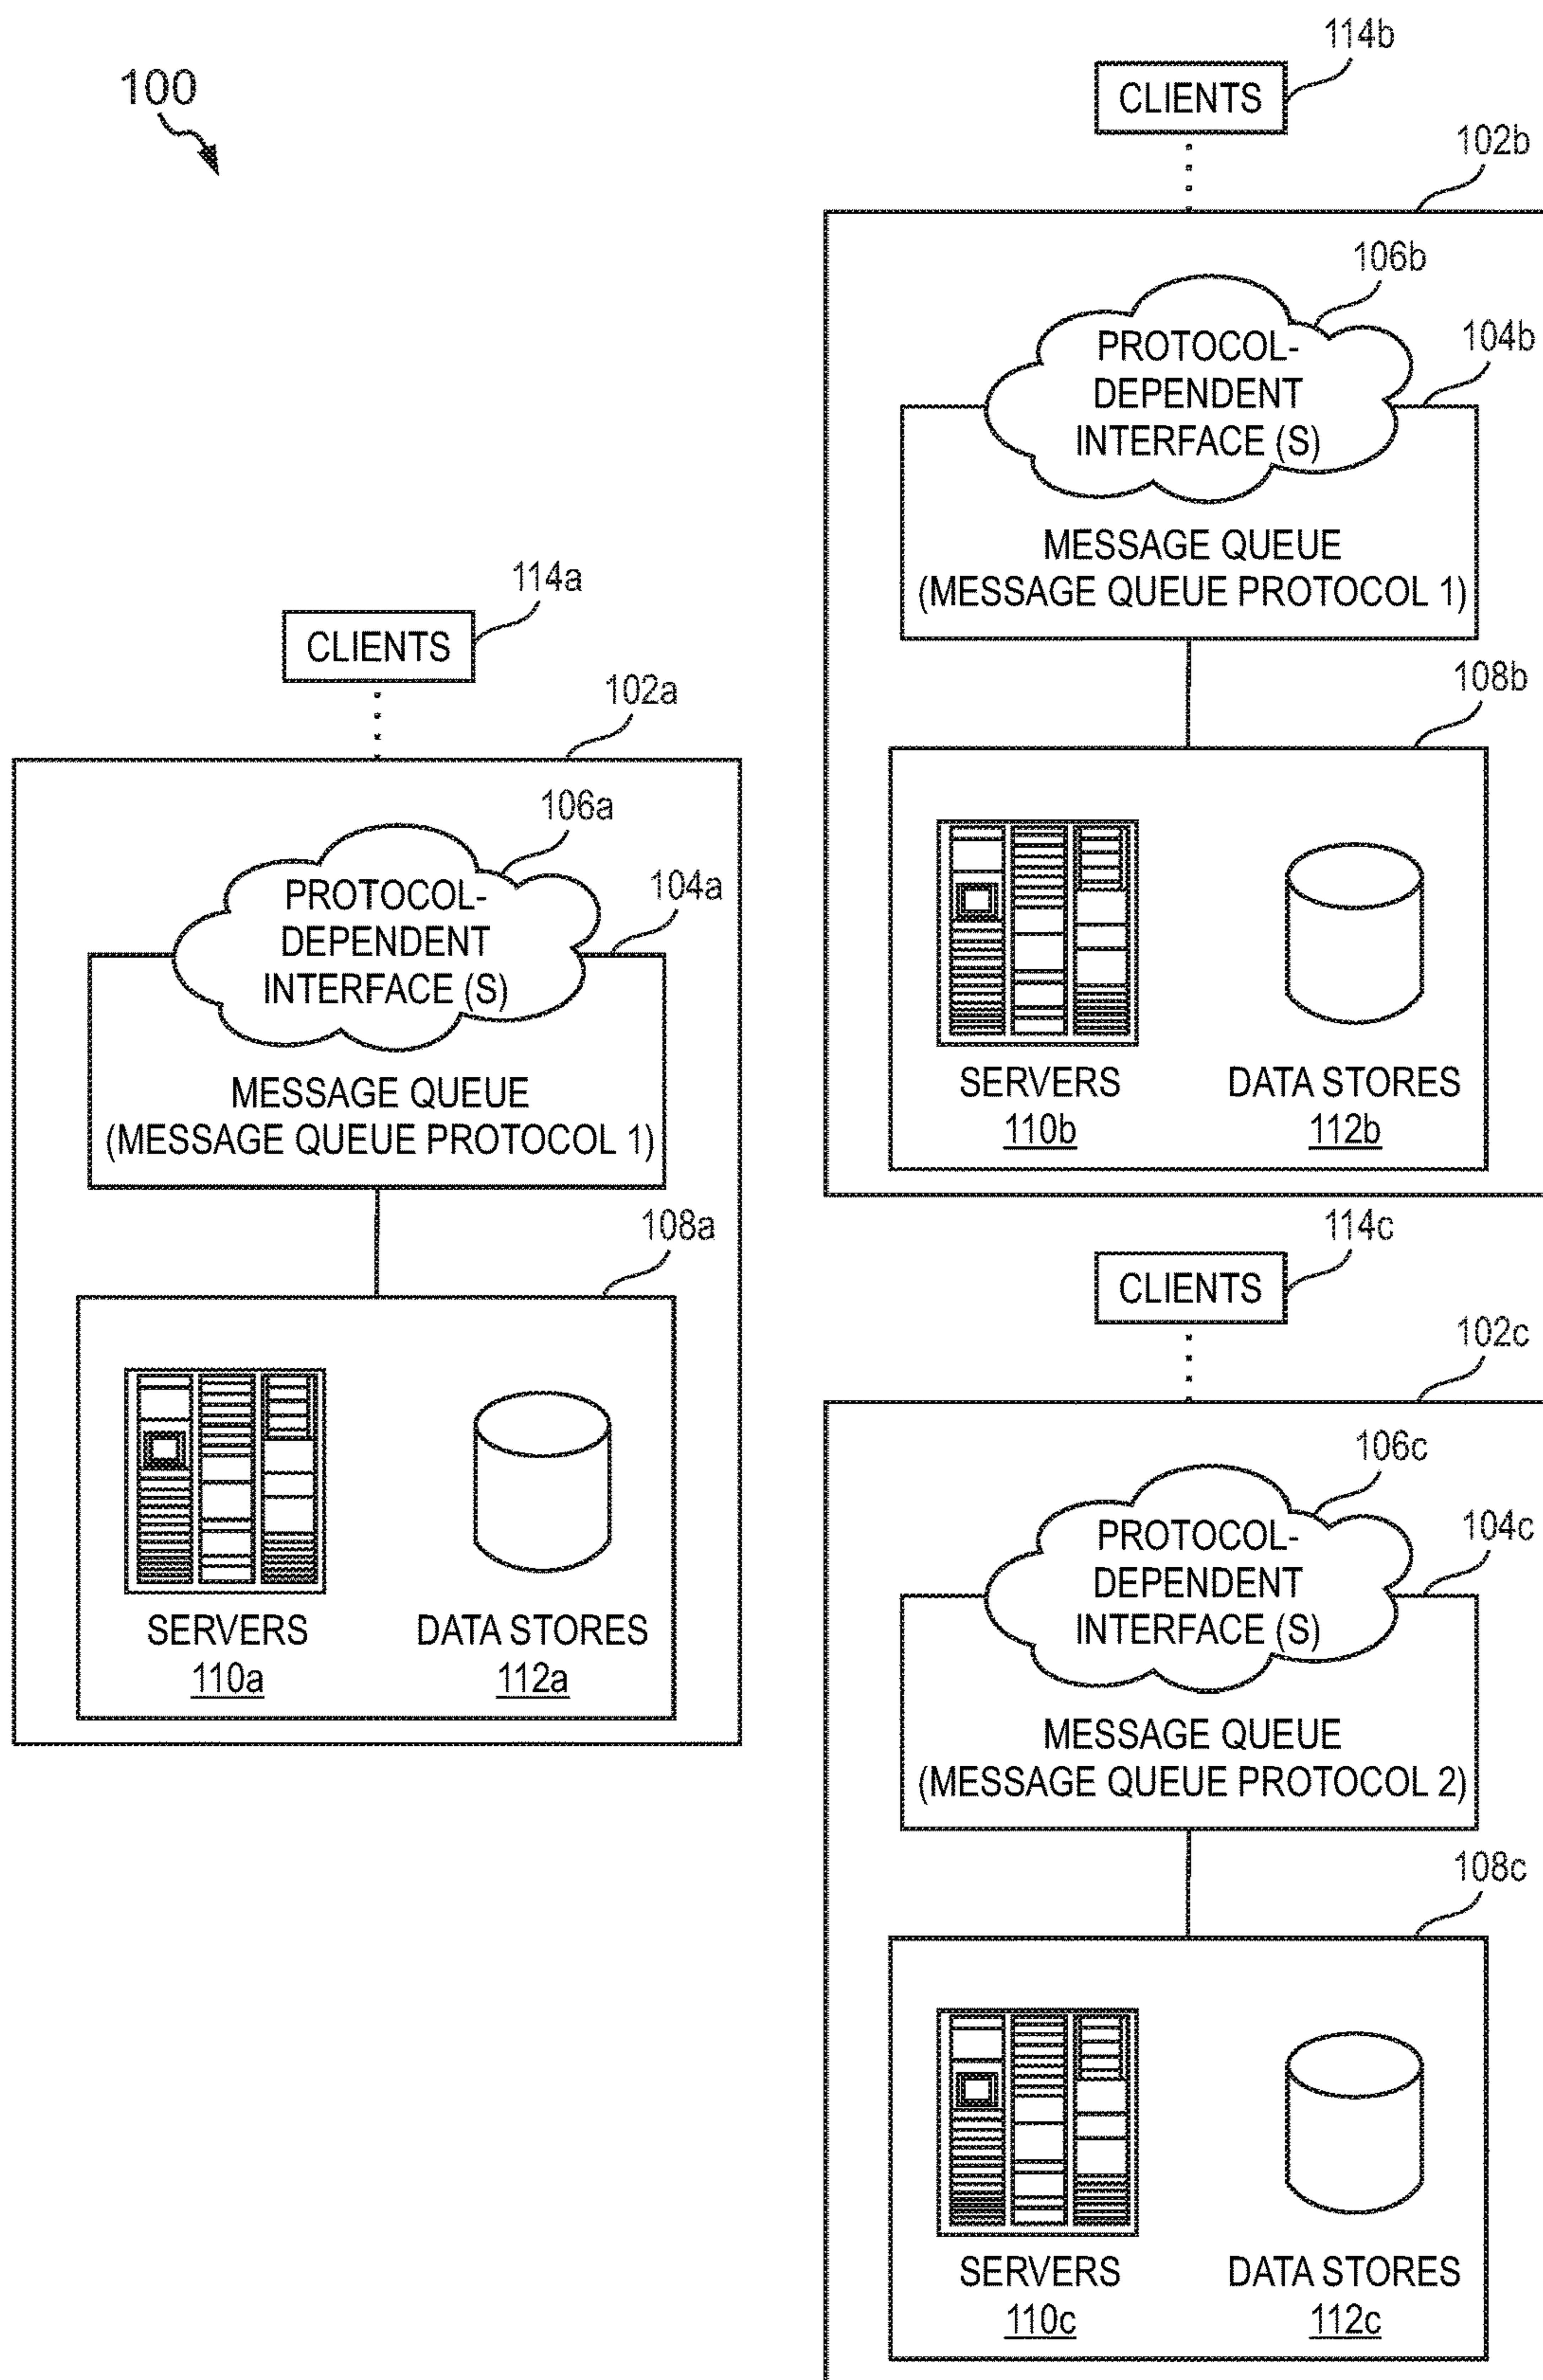 100
114a
CLIENTS
102a
106a
PROTOCOL-
DEPENDENT
INTERFACE (S)
104a
MESSAGE QUEUE
(MESSAGE QUEUE PROTOCOL 1)
108a
SERVERS
110a
DATA STORES
112a
114b
CLIENTS
102b
106b
PROTOCOL-
DEPENDENT
INTERFACE (S)
104b
MESSAGE QUEUE
(MESSAGE QUEUE PROTOCOL 1)
108b
SERVERS
110b
DATA STORES
112b
114c
CLIENTS
102c
106c
PROTOCOL-
DEPENDENT
INTERFACE (S)
104c
MESSAGE QUEUE
(MESSAGE QUEUE PROTOCOL 2)
108c
SERVERS
110c
DATA STORES
112c